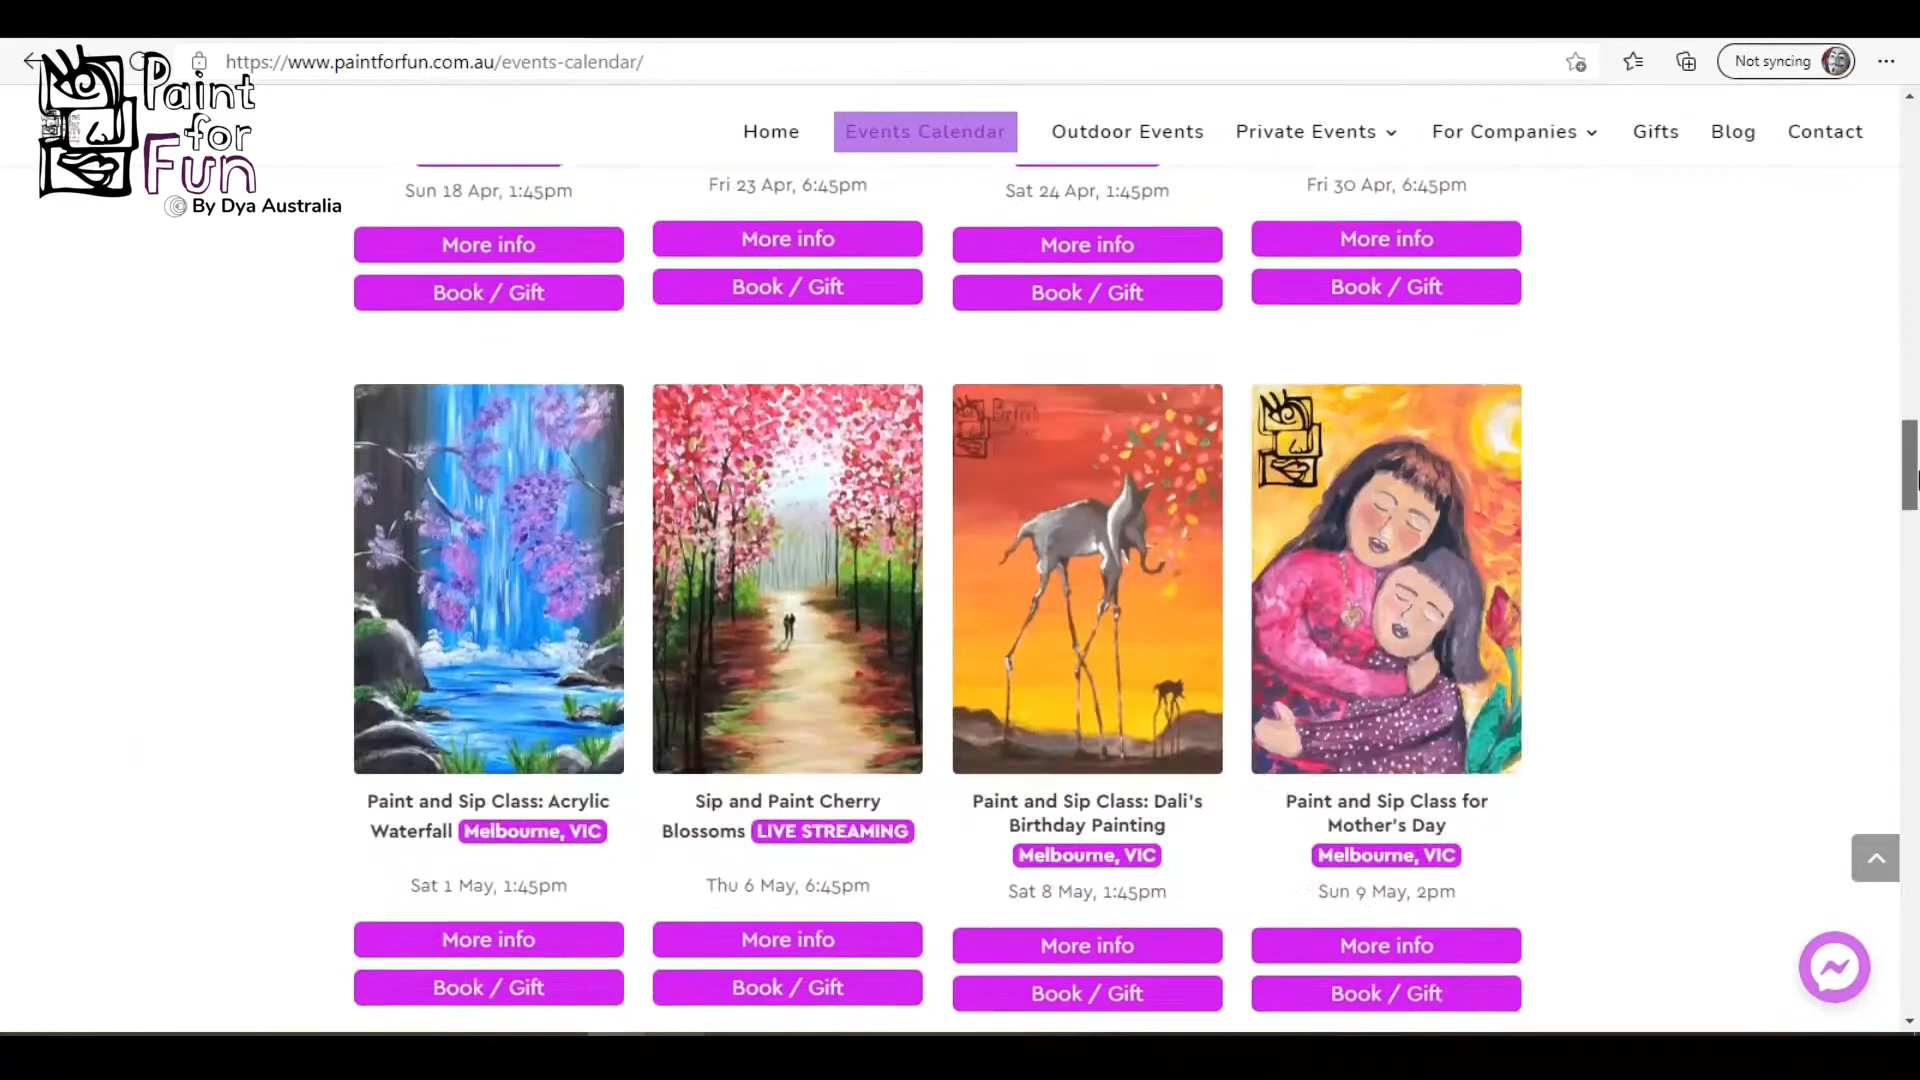 https://www.paintforfun.com.au/events-calendar/
Not syncing
Paint
for
Fun
By Dya Australia
Home
Events Calendar
Outdoor Events
Private Events
For Companies
Gifts
Blog
Contact
Sun 18 Apr, 1:45pm
Fri 23 Apr, 6:45pm
Sat 24 Apr, 1:45pm
Fri 30 Apr, 6:45pm
More info
More info
More info
More info
Book / Gift
Book / Gift
Book / Gift
Book / Gift
Paint and Sip Class: Acrylic
Waterfall Melbourne, VIC
Sat 1 May, 1:45pm
More info
Book / Gift
Sip and Paint Cherry
Blossoms LIVE STREAMING
Thu 6 May, 6:45pm
More info
Book / Gift
Paint and Sip Class: Dali's
Birthday Painting
Melbourne, VIC
Sat 8 May, 1:45pm
More info
Book / Gift
Paint and Sip Class for
Mother's Day
Melbourne, VIC
Sun 9 May, 2pm
More info
Book / Gift